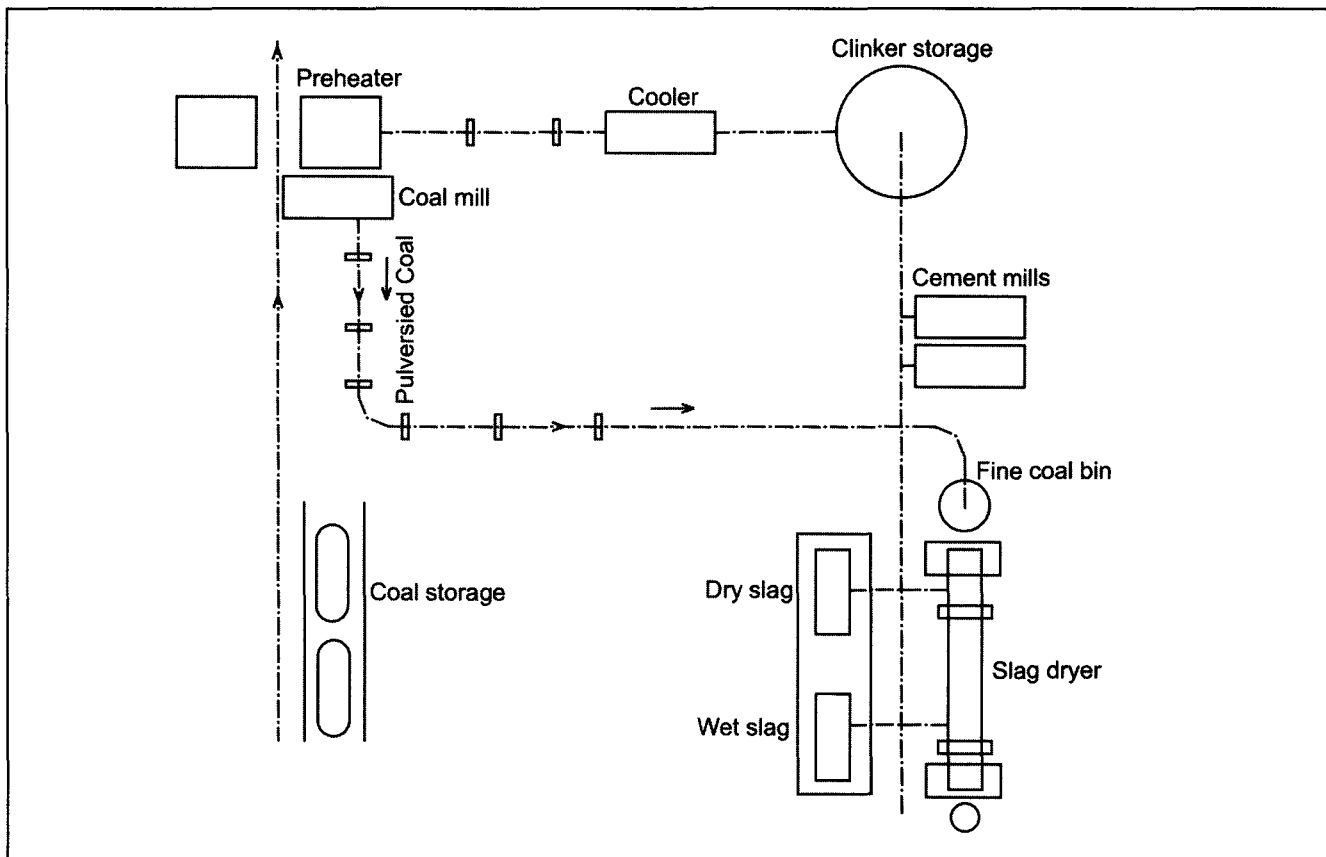 Clinker storage
Preheater
Cooler
Coal mill
Pulversied Coal
Cement mills
Fine coal bin
Dry slag
Coal storage
Slag dryer
Wet slag